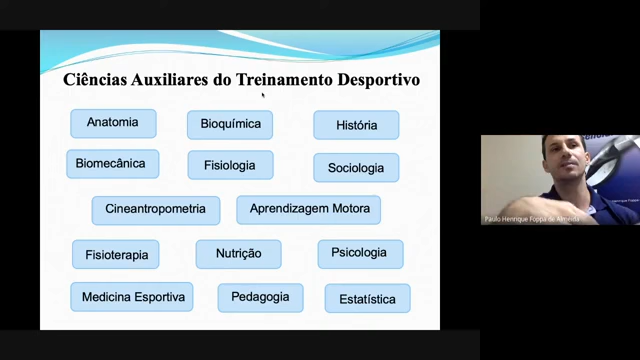 Ciências Auxiliares do Treinamento Desportivo
Anatomia
Bioquímica
História
Biomecânica
Fisiologia
Sociologia
Cineantropometria
Aprendizagem Motora
Fisioterapia
Nutrição
Psicologia
Medicina Esportiva
Pedagogia
Estatística
Paulo Henrique Foppa de Almeida